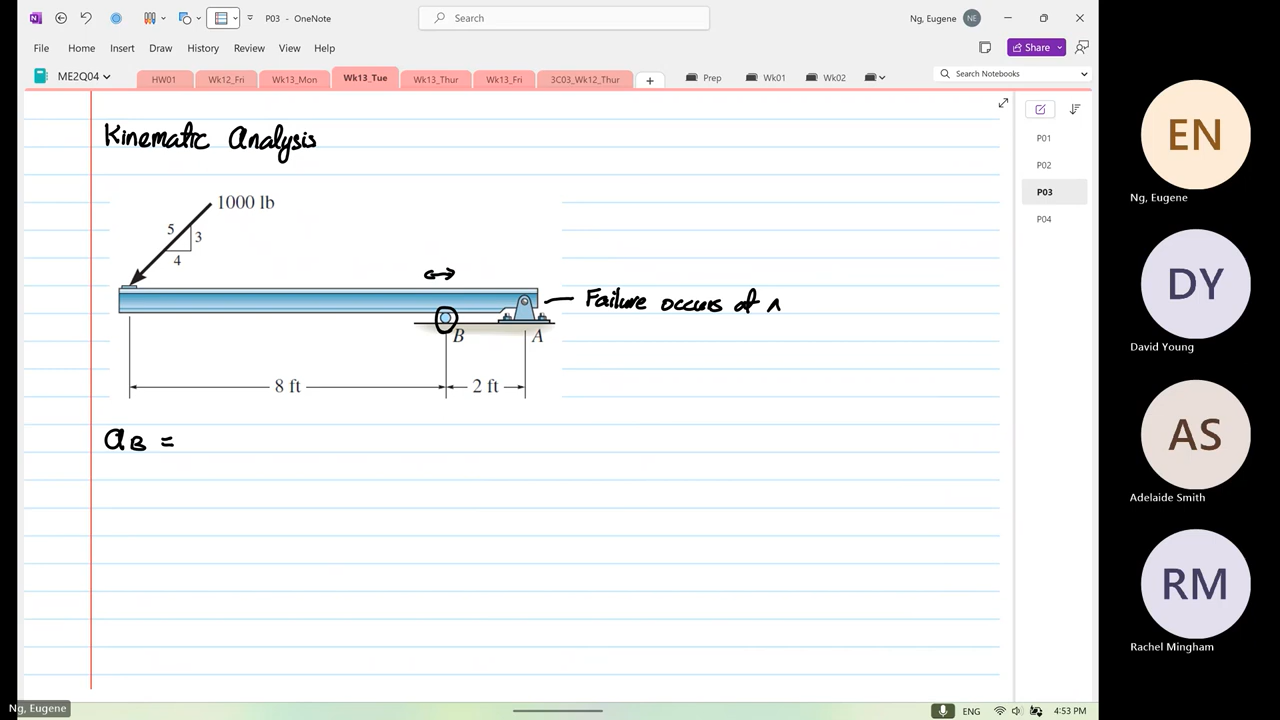 P03 - OneNote
Search
Ng, Eugene
NE
File Home Insert Draw History Review View Help
Share
ME2Q04
HW01
Wk12_Fri
Wk13_Mon
Wk13_Tue
Wk13_Thur
Wk13_Fri
3C03_Wk12_Thur
Prep
Wk01
Wk02
Search Notebooks
P01
P02
P03
P04
Kinematic Analysis
1000 lb
5
3
4
Failure occurs at
B
A
8 ft
2 ft
aB =
EN
Ng, Eugene
DY
David Young
AS
Adelaide Smith
RM
Rachel Mingham
Ng, Eugene
ENG
4:53 PM